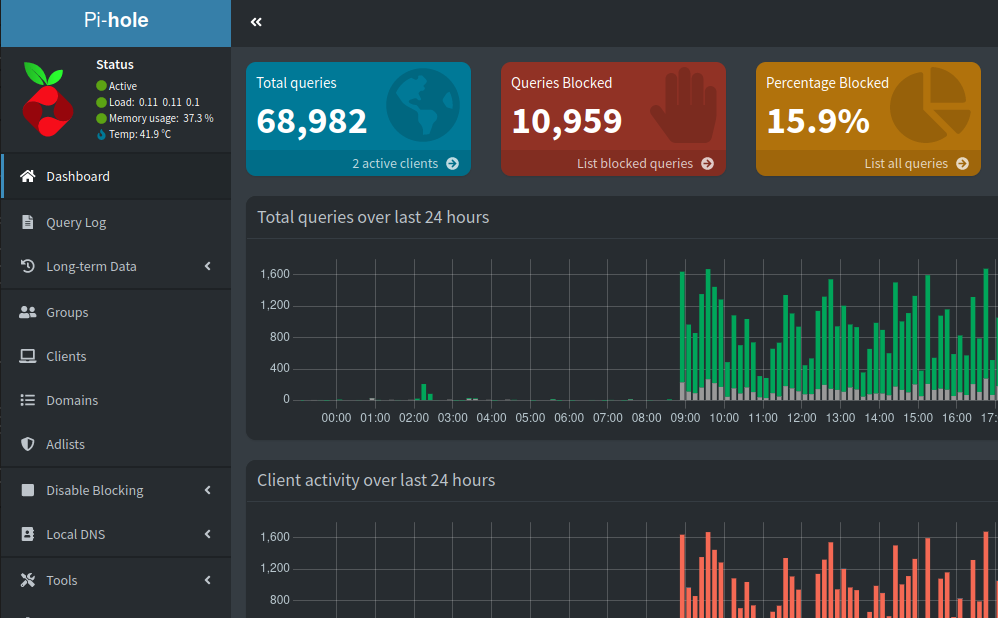 Pi-hole
«
Status
Active
Load: 0.11 0.11 0.1
Memory usage: 37.3 %
Temp: 41.9 °C
Dashboard
Query Log
Long-term Data
Groups
Clients
Domains
Adlists
Disable Blocking
Local DNS
Tools
Total queries
68,982
2 active clients
Queries Blocked
10,959
List blocked queries
Percentage Blocked
15.9%
List all queries
Total queries over last 24 hours
1,600
1,200
800
400
0
00:00 01:00 02:00 03:00 04:00 05:00 06:00 07:00 08:00 09:00 10:00 11:00 12:00 13:00 14:00 15:00 16:00 17:
Client activity over last 24 hours
1,600
1,200
800